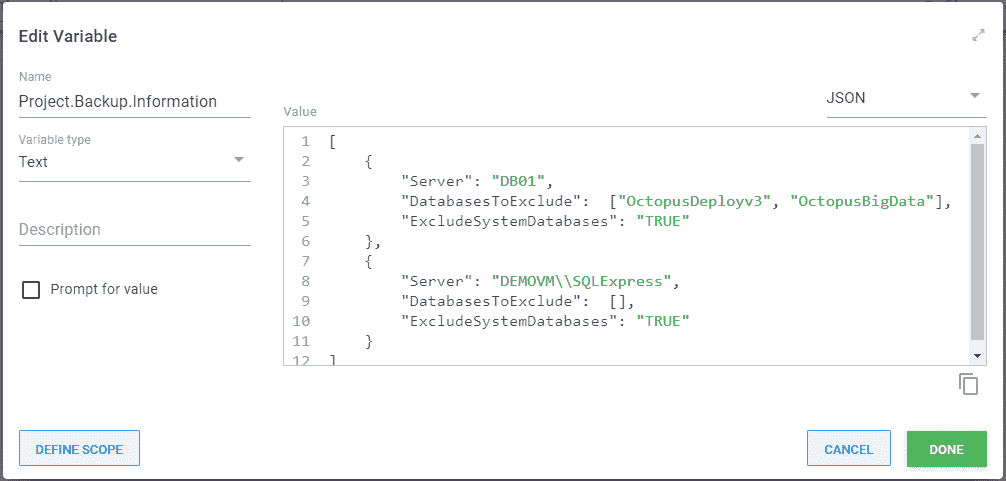 Edit Variable
Name
Project.Backup.Information
Variable type
Text
Description
Prompt for value
Value
JSON
1 [
2     {
3         "Server": "DB01",
4         "DatabasesToExclude":  ["OctopusDeployv3", "OctopusBigData"],
5         "ExcludeSystemDatabases": "TRUE"
6     },
7     {
8         "Server": "DEMOVM\\SQLExpress",
9         "DatabasesToExclude":  [],
10         "ExcludeSystemDatabases": "TRUE"
11     }
12 ]
DEFINE SCOPE
CANCEL
DONE